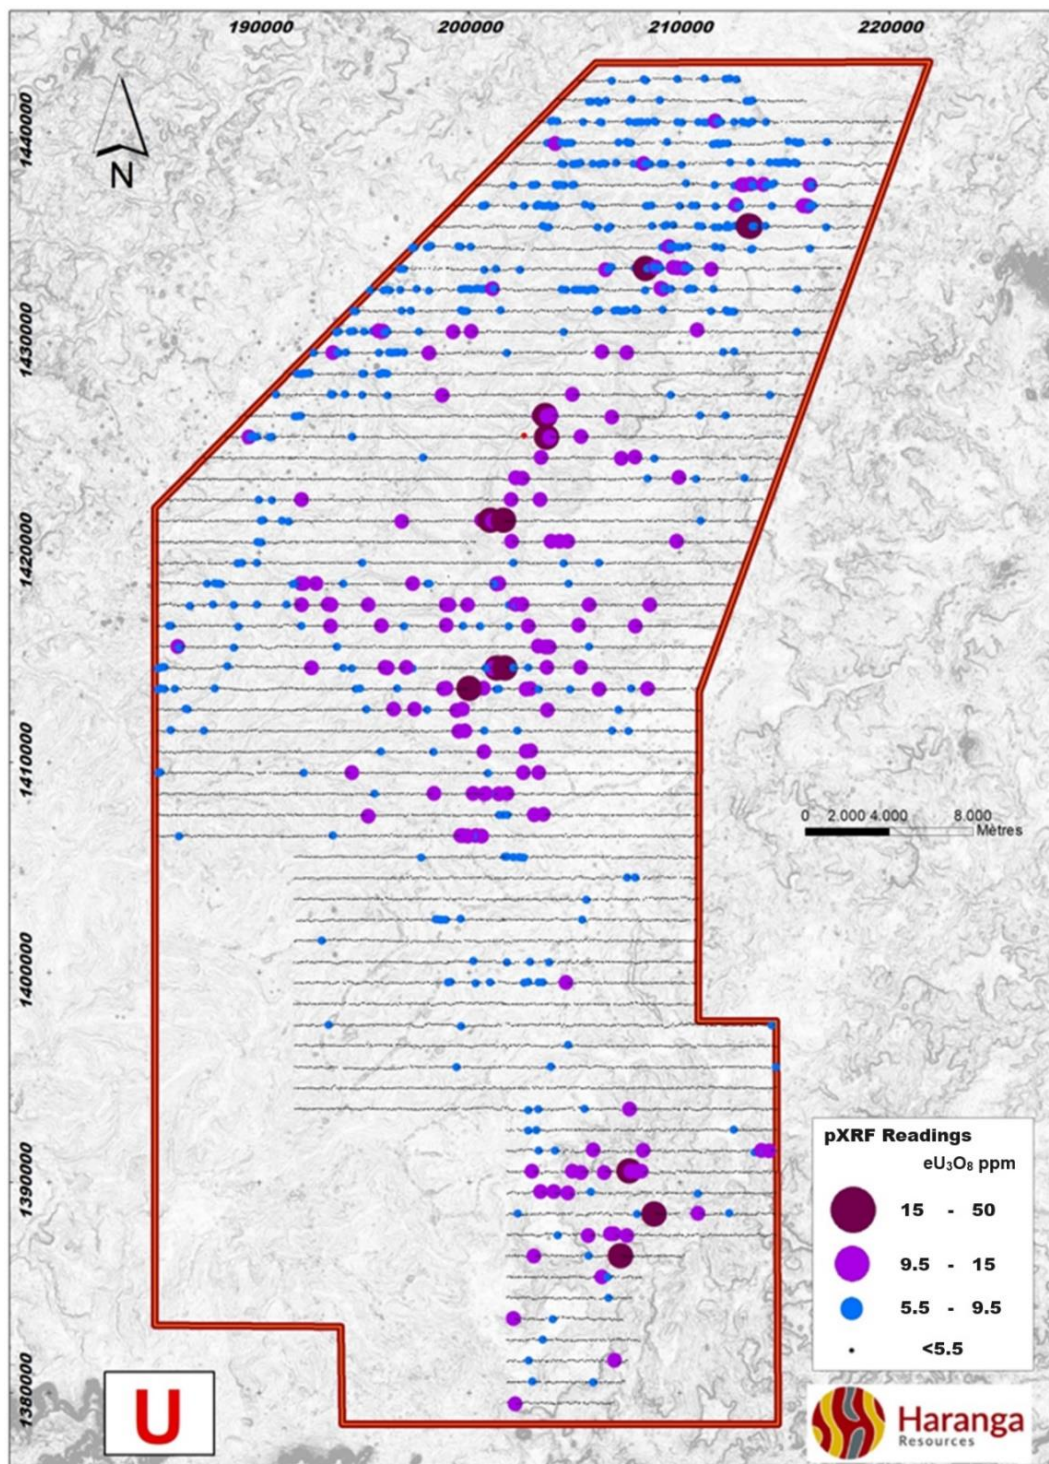 190000 200000 210000 220000
1440000
N
1430000
1420000
1410000
0 2.000 4.000 8.000
Mètres
1400000
1390000
pXRF Readings
eU₃O₈ ppm
15 - 50
9.5 - 15
5.5 - 9.5
<5.5
1380000
U
Haranga
Resources